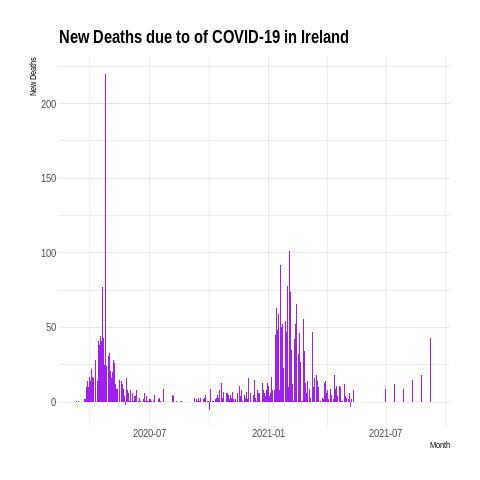 New Deaths due to of COVID-19 in Ireland
New Deaths
200
150
100
50
0
2020-07
2021-01
2021-07
Month